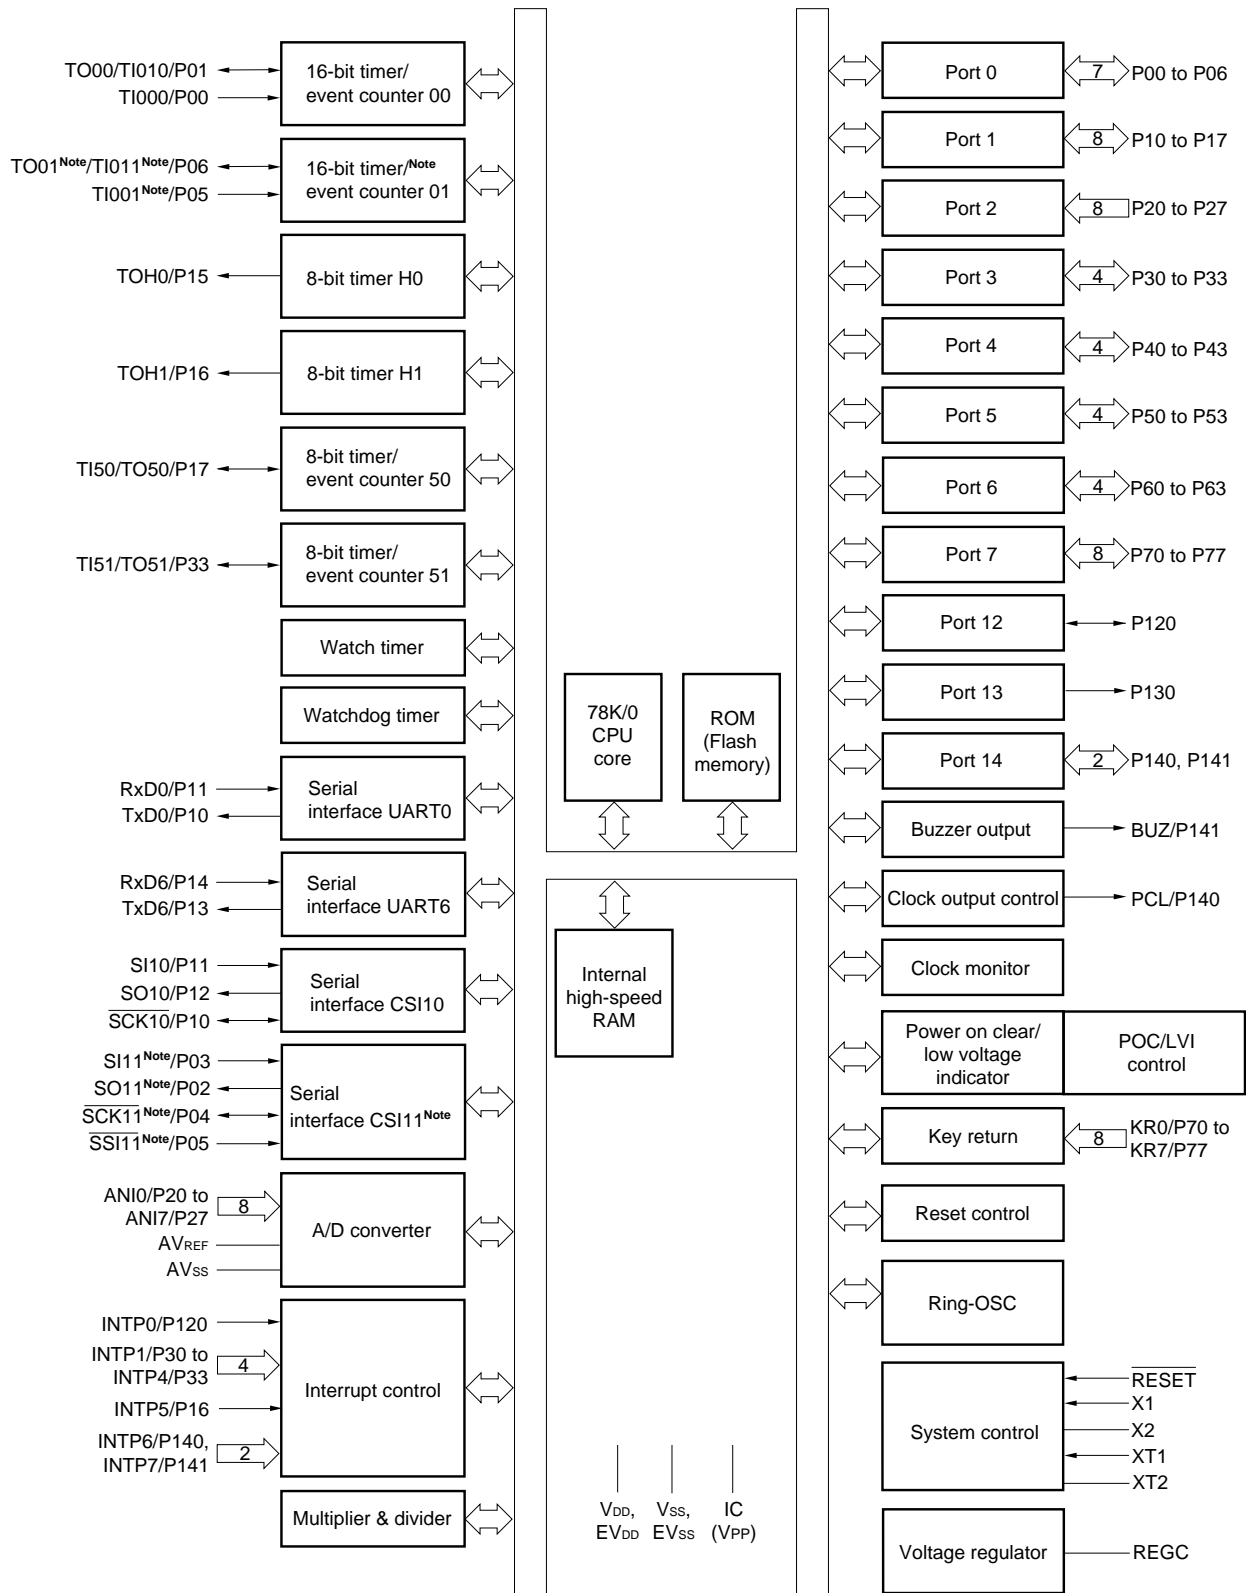 TO00/TI010/P01
TI000/P00
16-bit timer/
event counter 00
TO01Note/TI011Note/P06
TI001Note/P05
16-bit timer/Note
event counter 01
TOH0/P15
8-bit timer H0
TOH1/P16
8-bit timer H1
TI50/TO50/P17
8-bit timer/
event counter 50
TI51/TO51/P33
8-bit timer/
event counter 51
Watch timer
Watchdog timer
RxD0/P11
TxD0/P10
Serial
interface UART0
RxD6/P14
TxD6/P13
Serial
interface UART6
SI10/P11
SO10/P12
SCK10/P10
Serial
interface CSI10
SI11Note/P03
SO11Note/P02
SCK11Note/P04
SSI11Note/P05
Serial
interface CSI11Note
ANI0/P20 to
ANI7/P27
8
AVREF
AVSS
A/D converter
INTP0/P120
INTP1/P30 to
INTP4/P33
4
INTP5/P16
INTP6/P140,
INTP7/P141
2
Interrupt control
Multiplier & divider
78K/0
CPU
core
ROM
(Flash
memory)
Internal
high-speed
RAM
VDD,
EVDD
VSS,
EVSS
IC
(VPP)
Port 0
7
P00 to P06
Port 1
8
P10 to P17
Port 2
8
P20 to P27
Port 3
4
P30 to P33
Port 4
4
P40 to P43
Port 5
4
P50 to P53
Port 6
4
P60 to P63
Port 7
8
P70 to P77
Port 12
P120
Port 13
P130
Port 14
2
P140, P141
Buzzer output
BUZ/P141
Clock output control
PCL/P140
Clock monitor
Power on clear/
low voltage
indicator
POC/LVI
control
Key return
8
KR0/P70 to
KR7/P77
Reset control
Ring-OSC
System control
RESET
X1
X2
XT1
XT2
Voltage regulator
REGC